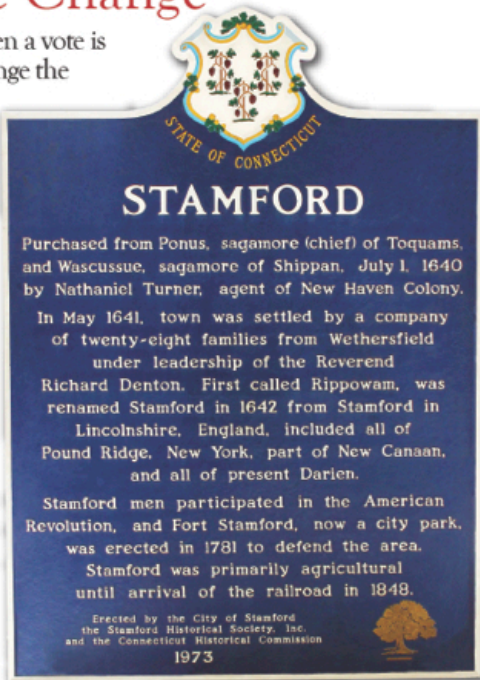 e Change
en a vote is
nge the
STATE OF CONNECTICUT
STAMFORD
Purchased from Ponus, sagamore (chief) of Toquams,
and Wascussue, sagamore of Shippan, July 1, 1640
by Nathaniel Turner, agent of New Haven Colony.
In May 1641, town was settled by a company
of twenty-eight families from Wethersfield
under leadership of the Reverend
Richard Denton. First called Rippowam, was
renamed Stamford in 1642 from Stamford in
Lincolnshire, England, included all of
Pound Ridge, New York, part of New Canaan,
and all of present Darien.
Stamford men participated in the American
Revolution, and Fort Stamford, now a city park,
was erected in 1781 to defend the area.
Stamford was primarily agricultural
until arrival of the railroad in 1848.
Erected by the City of Stamford
the Stamford Historical Society, Inc.
and the Connecticut Historical Commission
1973